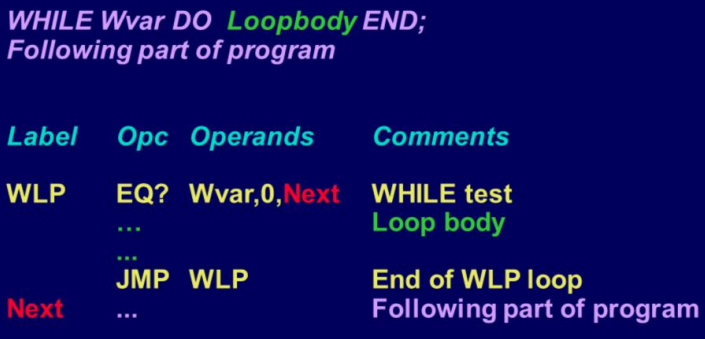 WHILE Wvar DO Loopbody END;
Following part of program
Label Opc Operands Comments
WLP EQ? Wvar,0,Next WHILE test
... Loop body
...
JMP WLP End of WLP loop
Next ... Following part of program